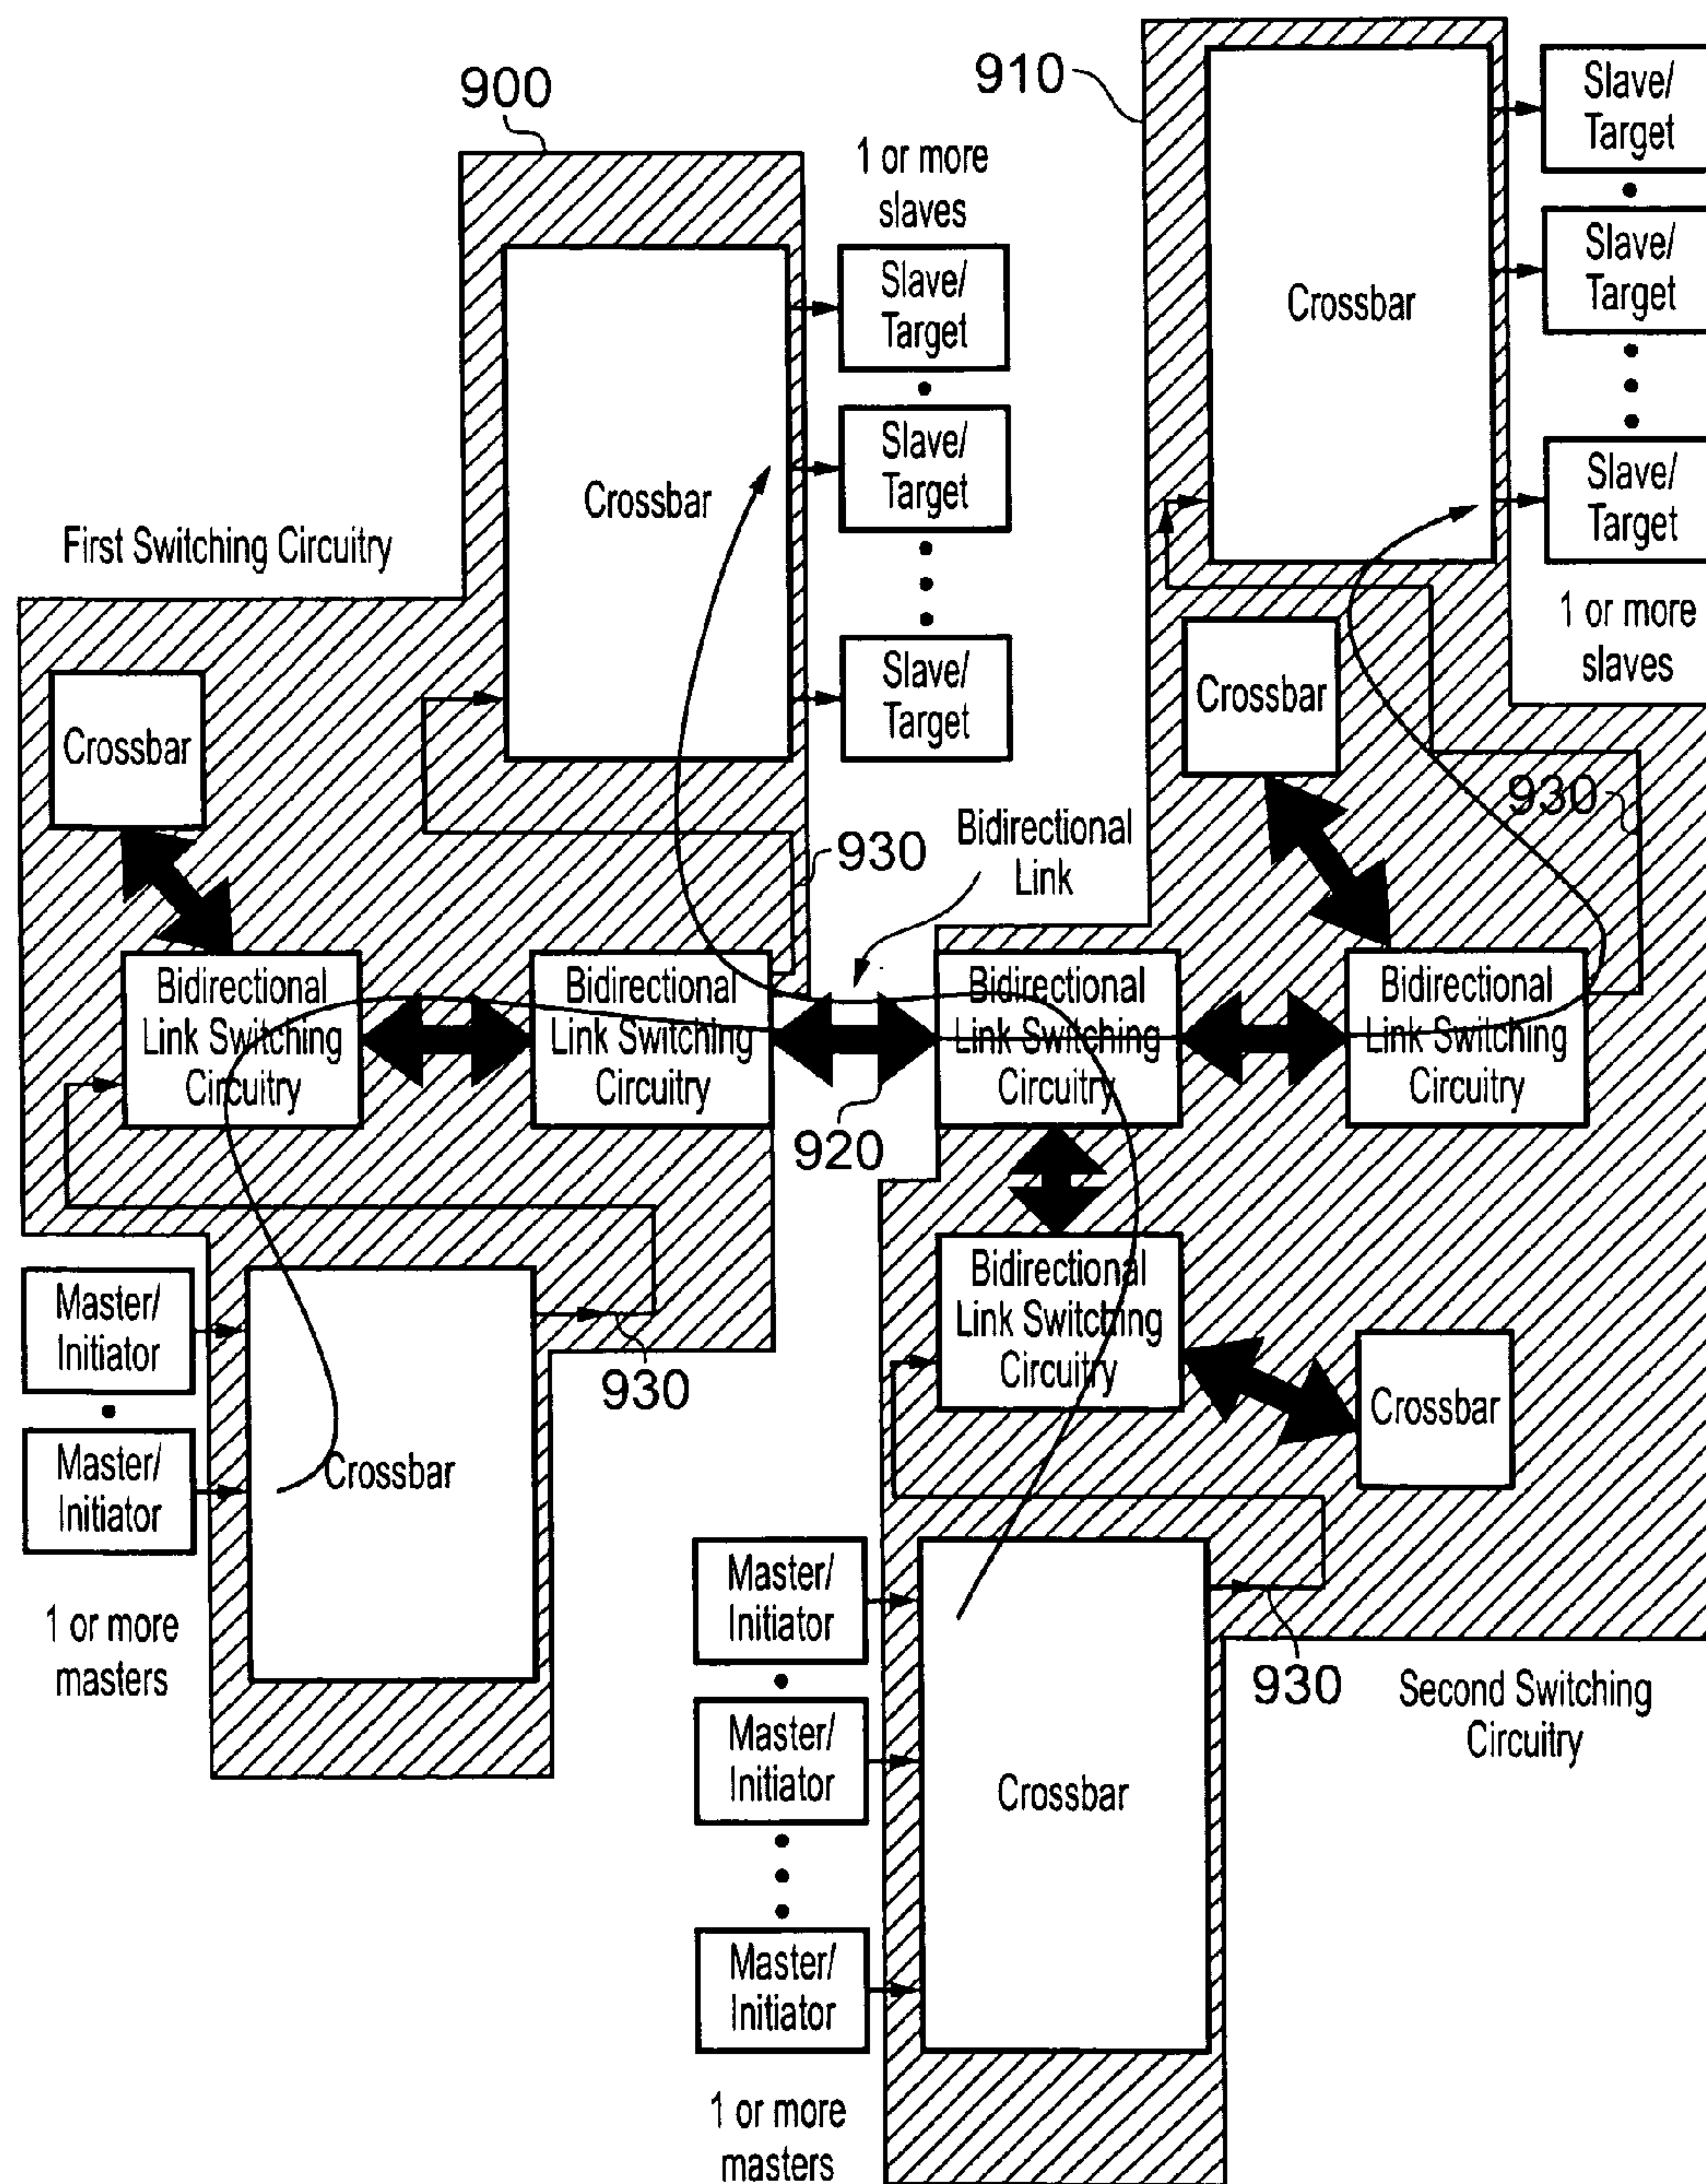 910
Slave/
Target
900
1 or more
slaves
Slave/
Target
Crossbar
Slave/
Target
Slave/
Target
Slave/
Target
Slave/
Target
Crossbar
First Switching Circuitry
1 or more
slaves
Slave/
Target
Crossbar
Crossbar
930
930
Bidirectional
Link
Bidirectional
Link Switching
Circuitry
Bidirectional
Link Switching
Circuitry
Bidirectional
Link Switching
Circuitry
Bidirectional
Link Switching
Circuitry
920
Bidirectional
Link Switching
Circuitry
Master/
Initiator
930
Crossbar
Master/
Initiator
Crossbar
1 or more
masters
Master/
Initiator
930
Second Switching
Circuitry
Master/
Initiator
Crossbar
Master/
Initiator
1 or more
masters